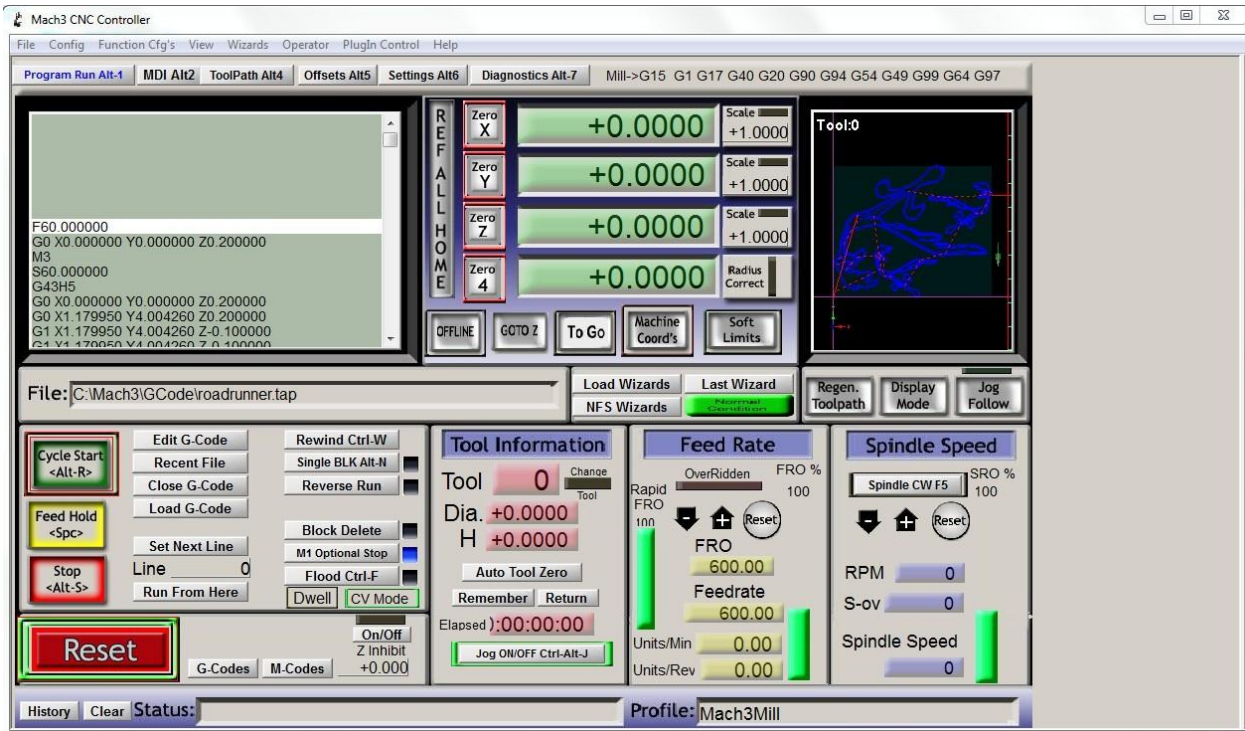 Mach3 CNC Controller
File Config Function Cfg's View Wizards Operator PlugIn Control Help
Program Run Alt-1 MDI Alt2 ToolPath Alt4 Offsets Alt5 Settings Alt6 Diagnostics Alt-7 Mill->G15 G1 G17 G40 G20 G90 G94 G54 G49 G99 G64 G97
F60.000000
G0 X0.000000 Y0.000000 Z0.200000
M3
S60.000000
G43H5
G0 X0.000000 Y0.000000 Z0.200000
G0 X1.179950 Y4.004260 Z0.200000
G1 X1.179950 Y4.004260 Z-0.100000
G1 X1.179950 Y4.004260 Z-0.100000
REF ALL HOME
Zero X +0.0000 Scale +1.0000
Zero Y +0.0000 Scale +1.0000
Zero Z +0.0000 Scale +1.0000
Zero 4 +0.0000 Radius Correct
OFFLINE GOTO Z To Go Machine Coord's Soft Limits
Tool:0
File: C:\Mach3\GCode\roadrunner.tap
Load Wizards Last Wizard
NFS Wizards Normal Condition
Regen. Toolpath Display Mode Jog Follow
Cycle Start <Alt-R>
Feed Hold <Spc>
Stop <Alt-S>
Edit G-Code
Recent File
Close G-Code
Load G-Code
Set Next Line
Line 0
Run From Here
Rewind Ctrl-W
Single BLK Alt-N
Reverse Run
Block Delete
M1 Optional Stop
Flood Ctrl-F
Dwell CV Mode
Reset
G-Codes M-Codes
On/Off
Z Inhibit
+0.000
Tool Information
Tool 0 Change Tool
Dia. +0.0000
H +0.0000
Auto Tool Zero
Remember Return
Elapsed ):00:00:00
Jog ON/OFF Ctrl-Alt-J
Feed Rate
OverRidden FRO %
100
Rapid FRO
100
Reset
FRO
600.00
Feedrate
600.00
Units/Min 0.00
Units/Rev 0.00
Spindle Speed
Spindle CW F5 SRO %
100
Reset
RPM 0
S-ov 0
Spindle Speed
0
History Clear Status:
Profile: Mach3Mill